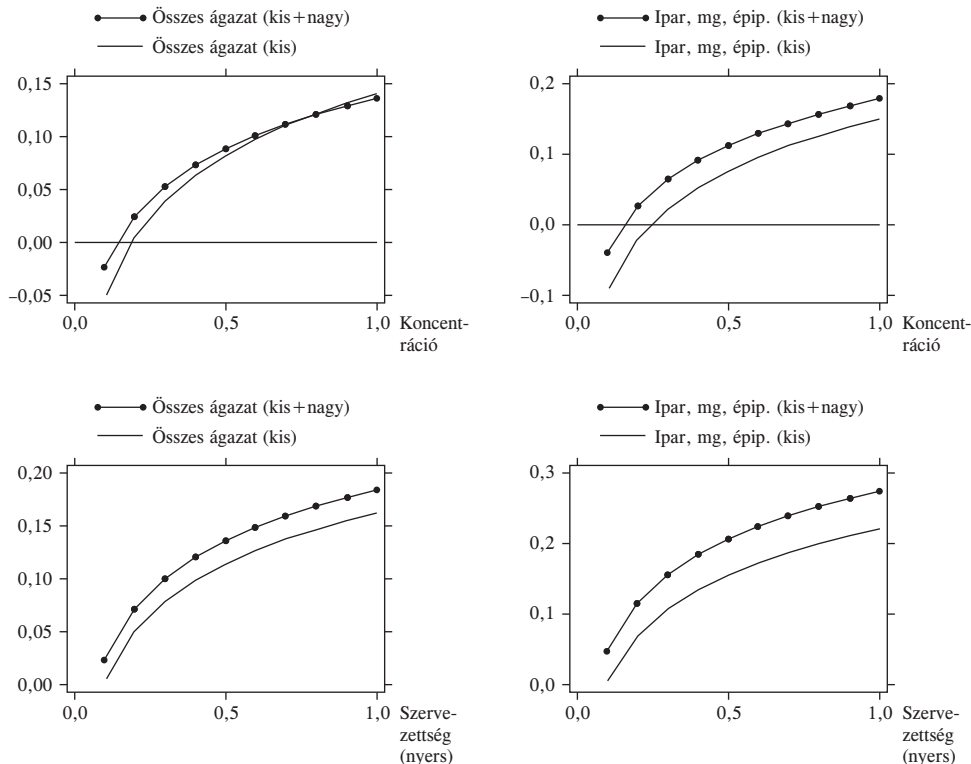 Összes ágazat (kis+nagy)
Összes ágazat (kis)
0,15
0,10
0,05
0,00
–0,05
0,0
0,5
1,0
Koncent-
ráció
Ipar, mg, épip. (kis+nagy)
Ipar, mg, épip. (kis)
0,2
0,1
0,0
–0,1
0,0
0,5
1,0
Koncent-
ráció
Összes ágazat (kis+nagy)
Összes ágazat (kis)
0,20
0,15
0,10
0,05
0,00
0,0
0,5
1,0
Szerve-
zettség
(nyers)
Ipar, mg, épip. (kis+nagy)
Ipar, mg, épip. (kis)
0,3
0,2
0,1
0,0
0,0
0,5
1,0
Szerve-
zettség
(nyers)